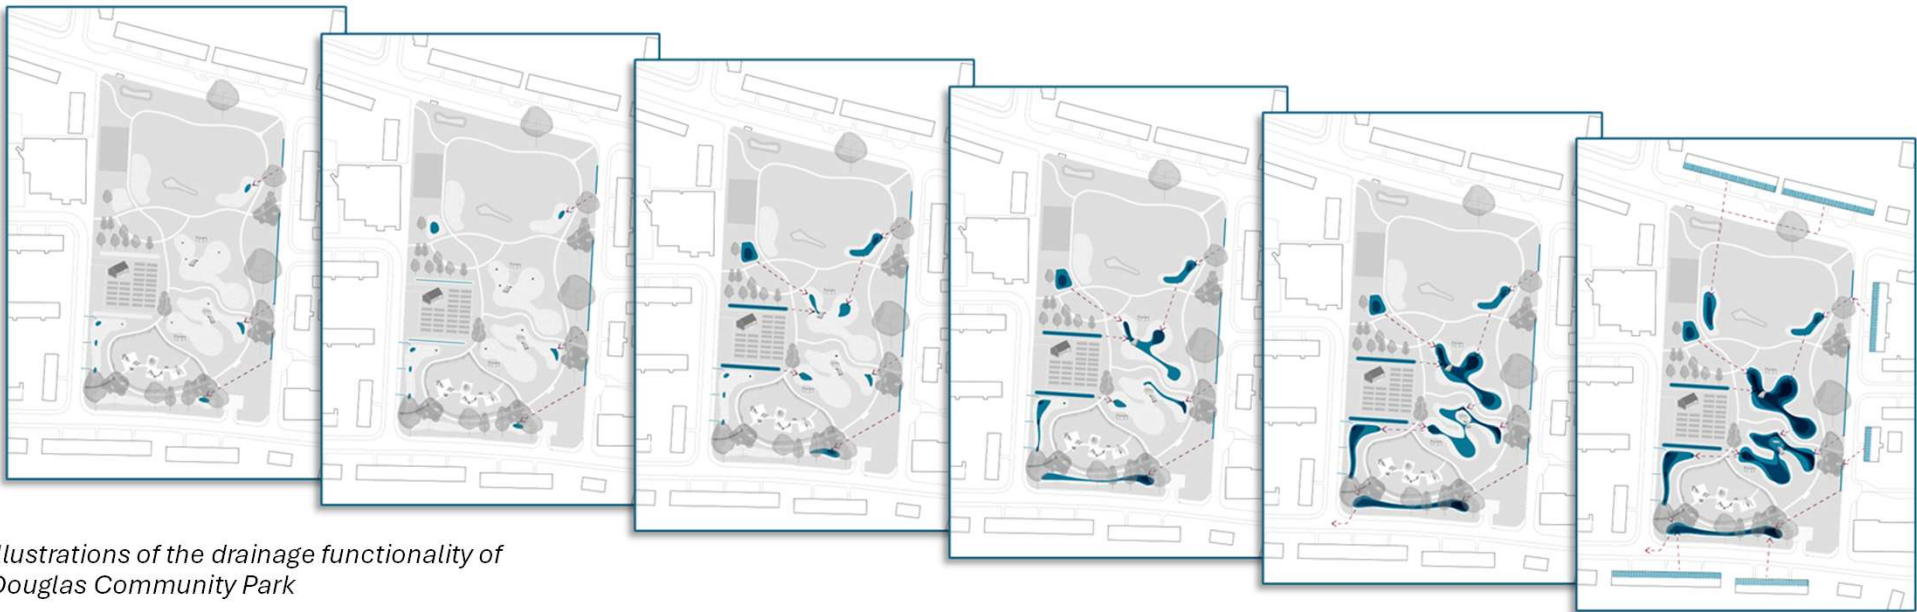 llustrations of the drainage functionality of
Douglas Community Park